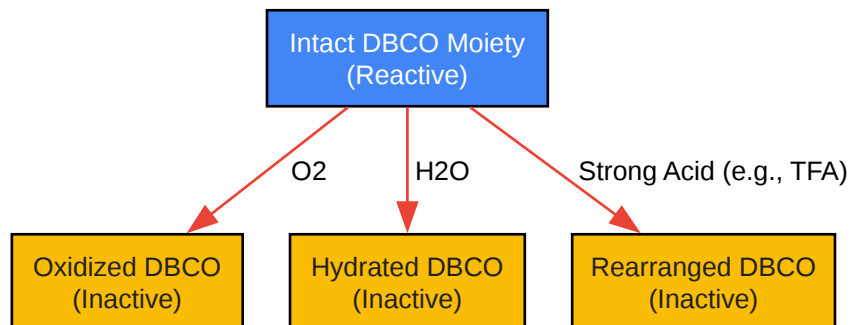 Intact DBCO Moiety
(Reactive)
O2
H2O
Strong Acid (e.g., TFA)
Oxidized DBCO
(Inactive)
Hydrated DBCO
(Inactive)
Rearranged DBCO
(Inactive)